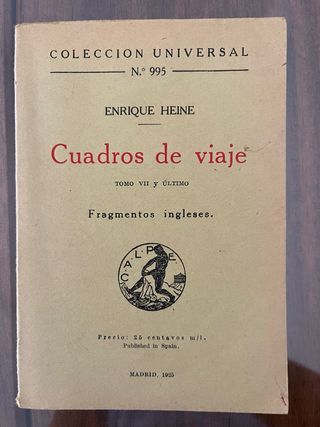 COLECCION UNIVERSAL
N.º 995
ENRIQUE HEINE
Cuadros de viaje
TOMO VII y ÚLTIMO
Fragmentos ingleses.
CALPE
Precio: 25 centavos m/l.
Published in Spain.
MADRID, 1925